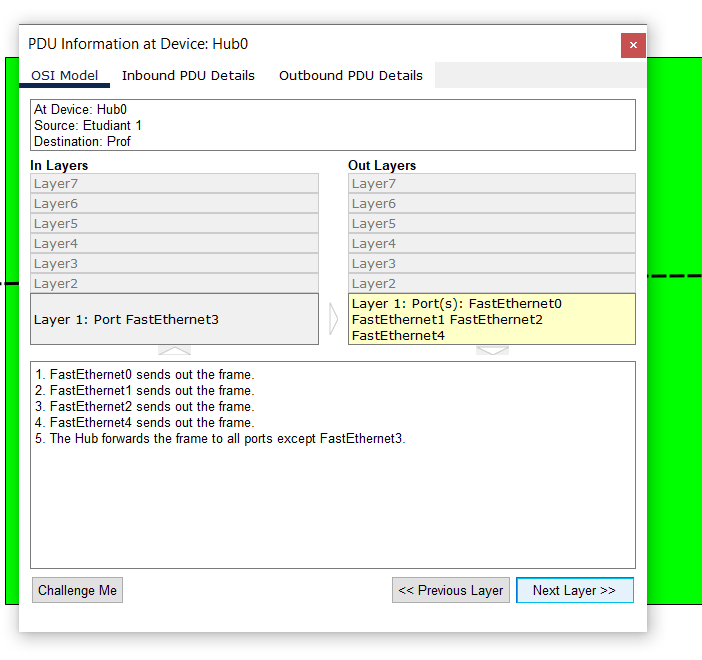 PDU Information at Device: Hub0
OSI Model Inbound PDU Details Outbound PDU Details
At Device: Hub0
Source: Etudiant 1
Destination: Prof
In Layers
Layer7
Layer6
Layer5
Layer4
Layer3
Layer2
Layer 1: Port FastEthernet3
Out Layers
Layer7
Layer6
Layer5
Layer4
Layer3
Layer2
Layer 1: Port(s): FastEthernet0
FastEthernet1 FastEthernet2
FastEthernet4
1. FastEthernet0 sends out the frame.
2. FastEthernet1 sends out the frame.
3. FastEthernet2 sends out the frame.
4. FastEthernet4 sends out the frame.
5. The Hub forwards the frame to all ports except FastEthernet3.
Challenge Me << Previous Layer Next Layer >>